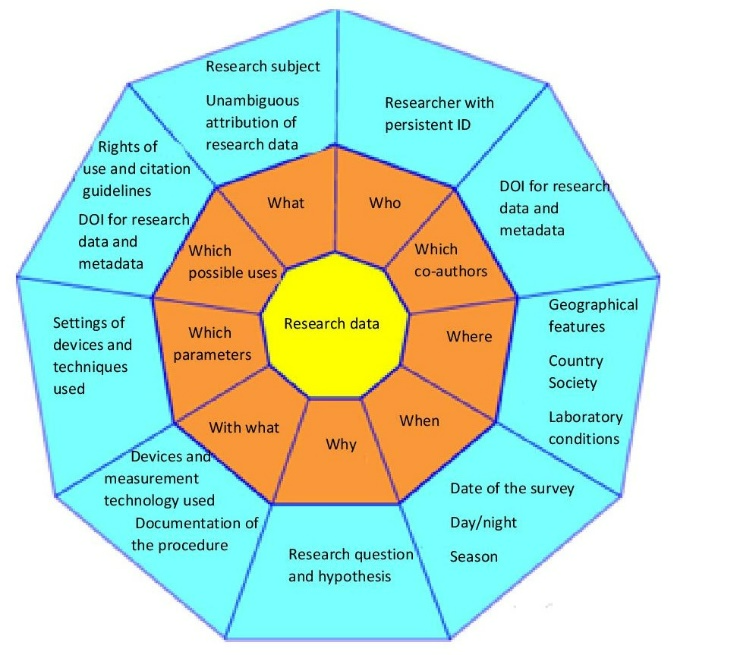 Research subject
Unambiguous
attribution of
research data
Researcher with
persistent ID
Rights of
use and citation
guidelines
DOI for research
data and
metadata
DOI for research
data and
metadata
What
Who
Which
possible uses
Which
co-authors
Research data
Settings of
devices and
techniques
used
Which
parameters
Where
Geographical
features
Country
Society
Laboratory
conditions
With what
Why
When
Devices and
measurement
technology used
Documentation of
the procedure
Research question
and hypothesis
Date of the survey
Day/night
Season